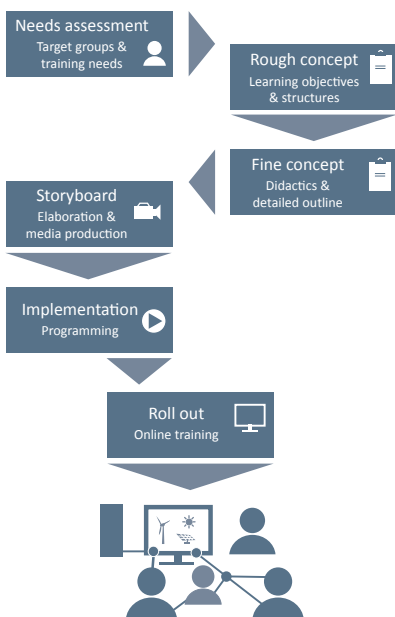 Needs assessment
Target groups &
training needs
Rough concept
Learning objectives
& structures
Fine concept
Didactics &
detailed outline
Storyboard
Elaboration &
media production
Implementation
Programming
Roll out
Online training